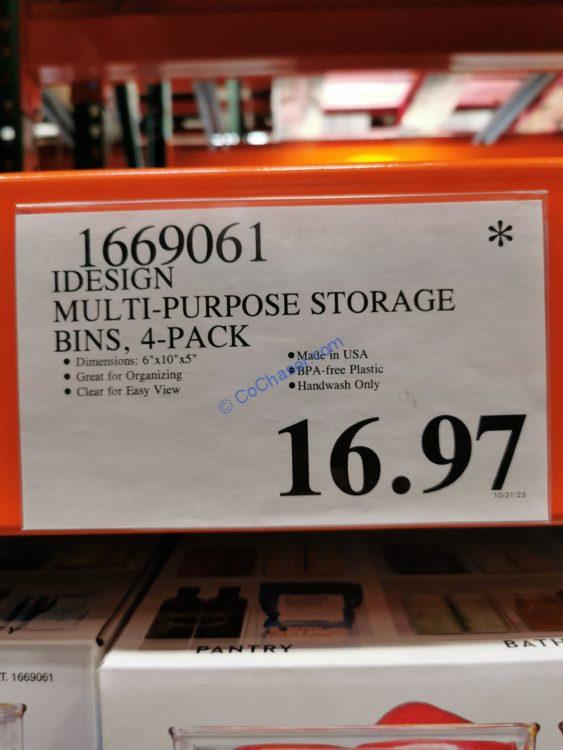 1669061 *
IDESIGN
MULTI-PURPOSE STORAGE
BINS, 4-PACK
• Dimensions: 6"x10"x5"
• Great for Organizing
• Clear for Easy View
• Made in USA
• BPA-free Plastic
• Handwash Only
© CoChaser.com
16.97
10/31/23
PANTRY
BATH
T. 1669061